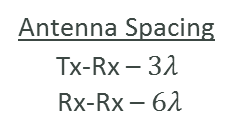 Antenna Spacing
Tx-Rx – 3λ
Rx-Rx – 6λ